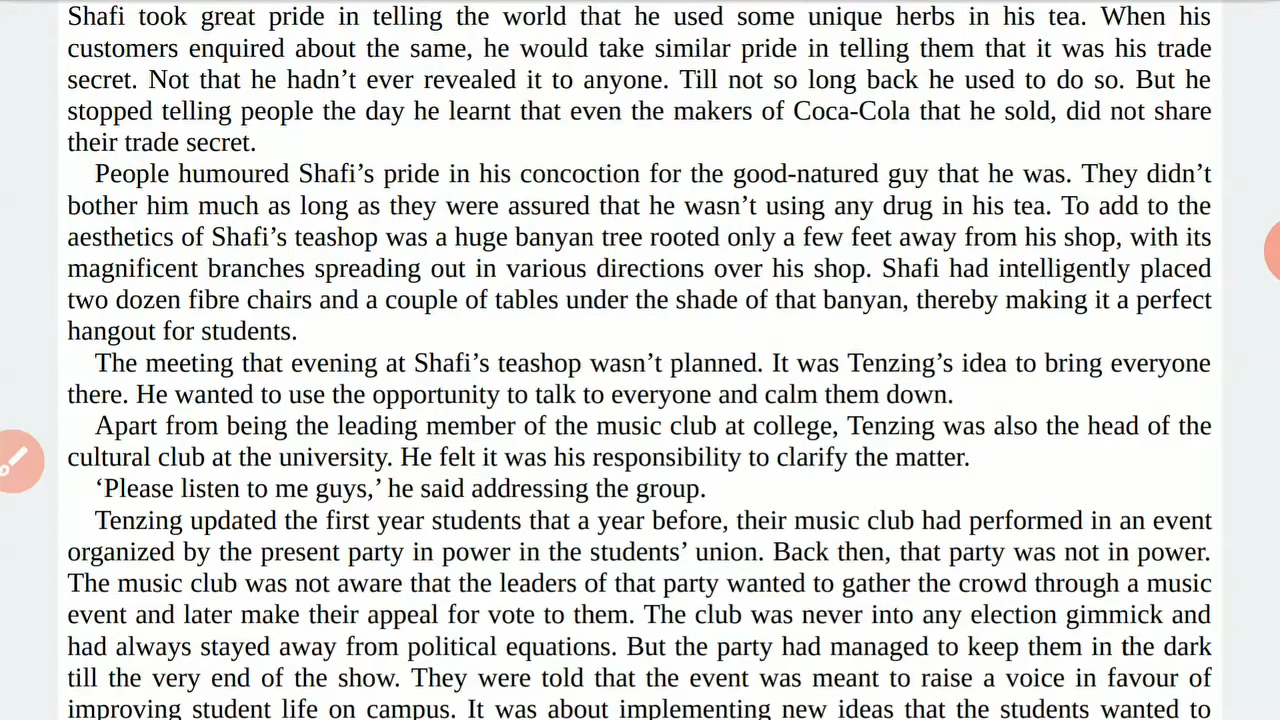 Shafi took great pride in telling the world that he used some unique herbs in his tea. When his
customers enquired about the same, he would take similar pride in telling them that it was his trade
secret. Not that he hadn’t ever revealed it to anyone. Till not so long back he used to do so. But he
stopped telling people the day he learnt that even the makers of Coca-Cola that he sold, did not share
their trade secret.
People humoured Shafi’s pride in his concoction for the good-natured guy that he was. They didn’t
bother him much as long as they were assured that he wasn’t using any drug in his tea. To add to the
aesthetics of Shafi’s teashop was a huge banyan tree rooted only a few feet away from his shop, with its
magnificent branches spreading out in various directions over his shop. Shafi had intelligently placed
two dozen fibre chairs and a couple of tables under the shade of that banyan, thereby making it a perfect
hangout for students.
The meeting that evening at Shafi’s teashop wasn’t planned. It was Tenzing’s idea to bring everyone
there. He wanted to use the opportunity to talk to everyone and calm them down.
Apart from being the leading member of the music club at college, Tenzing was also the head of the
cultural club at the university. He felt it was his responsibility to clarify the matter.
‘Please listen to me guys,’ he said addressing the group.
Tenzing updated the first year students that a year before, their music club had performed in an event
organized by the present party in power in the students’ union. Back then, that party was not in power.
The music club was not aware that the leaders of that party wanted to gather the crowd through a music
event and later make their appeal for vote to them. The club was never into any election gimmick and
had always stayed away from political equations. But the party had managed to keep them in the dark
till the very end of the show. They were told that the event was meant to raise a voice in favour of
improving student life on campus. It was about implementing new ideas that the students wanted to